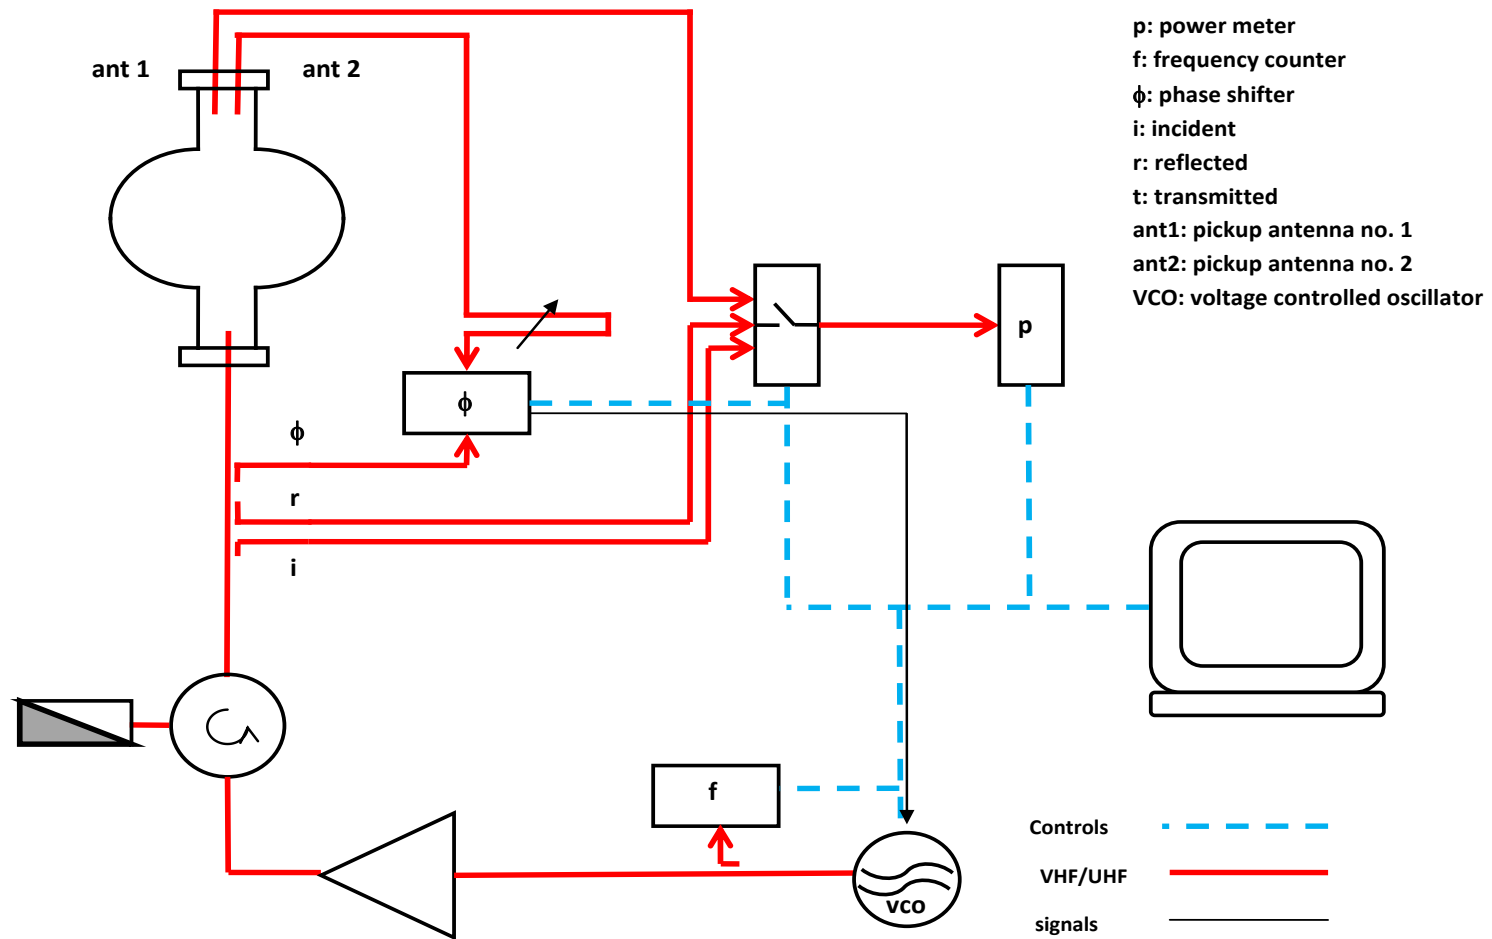 ant 1
ant 2
p: power meter
f: frequency counter
ϕ: phase shifter
i: incident
r: reflected
t: transmitted
ant1: pickup antenna no. 1
ant2: pickup antenna no. 2
VCO: voltage controlled oscillator
p
ϕ
ϕ
r
i
f
vco
Controls
VHF/UHF
signals